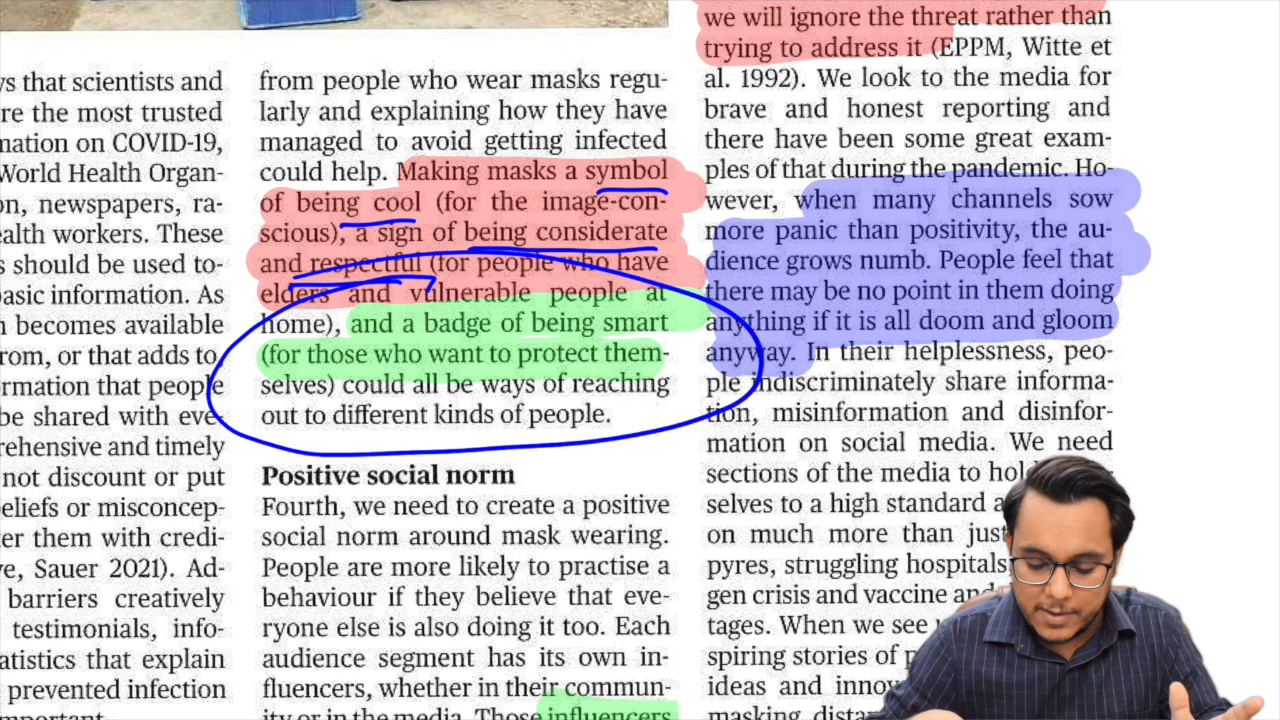 ys that scientists and
re the most trusted
mation on COVID-19,
World Health Organ-
on, newspapers, ra-
ealth workers. These
s should be used to-
basic information. As
n becomes available
rom, or that adds to
ormation that people
be shared with eve-
rehensive and timely
not discount or put
eliefs or misconcep-
er them with credi-
ve, Sauer 2021). Ad-
barriers creatively
testimonials, info-
atistics that explain
prevented infection
important.
from people who wear masks regu-
larly and explaining how they have
managed to avoid getting infected
could help. Making masks a symbol
of being cool (for the image-con-
scious), a sign of being considerate
and respectful (for people who have
elders and vulnerable people at
home), and a badge of being smart
(for those who want to protect them-
selves) could all be ways of reaching
out to different kinds of people.
Positive social norm
Fourth, we need to create a positive
social norm around mask wearing.
People are more likely to practise a
behaviour if they believe that eve-
ryone else is also doing it too. Each
audience segment has its own in-
fluencers, whether in their commun-
ity or in the media. Those influencers
we will ignore the threat rather than
trying to address it (EPPM, Witte et
al. 1992). We look to the media for
brave and honest reporting and
there have been some great exam-
ples of that during the pandemic. Ho-
wever, when many channels sow
more panic than positivity, the au-
dience grows numb. People feel that
there may be no point in them doing
anything if it is all doom and gloom
anyway. In their helplessness, peo-
ple indiscriminately share informa-
tion, misinformation and disinfor-
mation on social media. We need
sections of the media to hold
selves to a high standard a
on much more than just
pyres, struggling hospitals
gen crisis and vaccine and
tages. When we see
spiring stories of p
ideas and innov
masking, dista